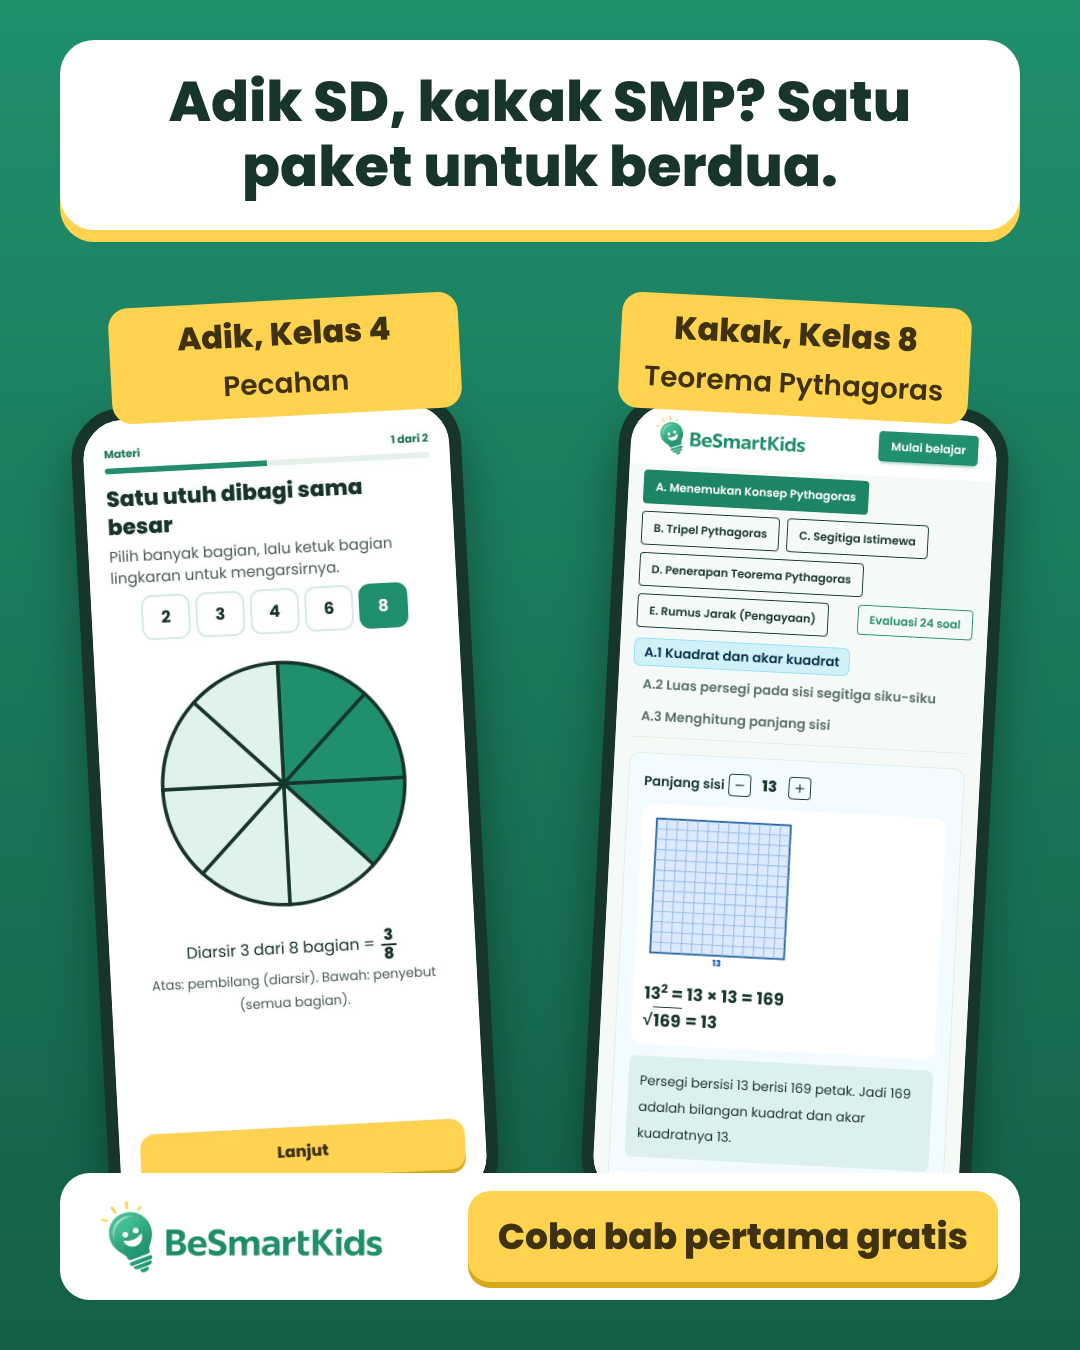 Adik SD, kakak SMP? Satu
paket untuk berdua.
Adik, Kelas 4
Pecahan
Materi
1 dari 2
Satu utuh dibagi sama
besar
Pilih banyak bagian, lalu ketuk bagian
lingkaran untuk mengarsirnya.
2 3 4 6 8
Diarsir 3 dari 8 bagian = 3/8
Atas: pembilang (diarsir). Bawah: penyebut
(semua bagian).
Lanjut
Kakak, Kelas 8
Teorema Pythagoras
BeSmartKids
Mulai belajar
A. Menemukan Konsep Pythagoras
B. Tripel Pythagoras
C. Segitiga Istimewa
D. Penerapan Teorema Pythagoras
E. Rumus Jarak (Pengayaan)
Evaluasi 24 soal
A.1 Kuadrat dan akar kuadrat
A.2 Luas persegi pada sisi segitiga siku-siku
A.3 Menghitung panjang sisi
Panjang sisi − 13 +
13
13² = 13 × 13 = 169
√169 = 13
Persegi bersisi 13 berisi 169 petak. Jadi 169
adalah bilangan kuadrat dan akar
kuadratnya 13.
BeSmartKids
Coba bab pertama gratis